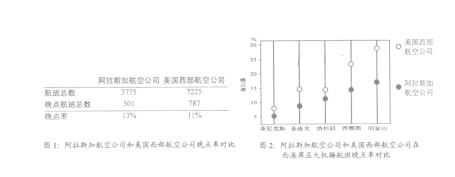 阿拉斯加航空公司 美国西部航空公司
航班总数 3775 7225
晚点航班总数 501 787
晚点率 13% 11%
图 1: 阿拉斯加航空公司和美国西部航空公司晚点率对比
%
30
25
20
15
10
5
晚点率
菲尼克斯 圣迭戈 洛杉矶 西雅图 旧金山
美国西部航空公司
阿拉斯加航空公司
图 2: 阿拉斯加航空公司和美国西部航空公司在
西海岸五大机场航班晚点率对比